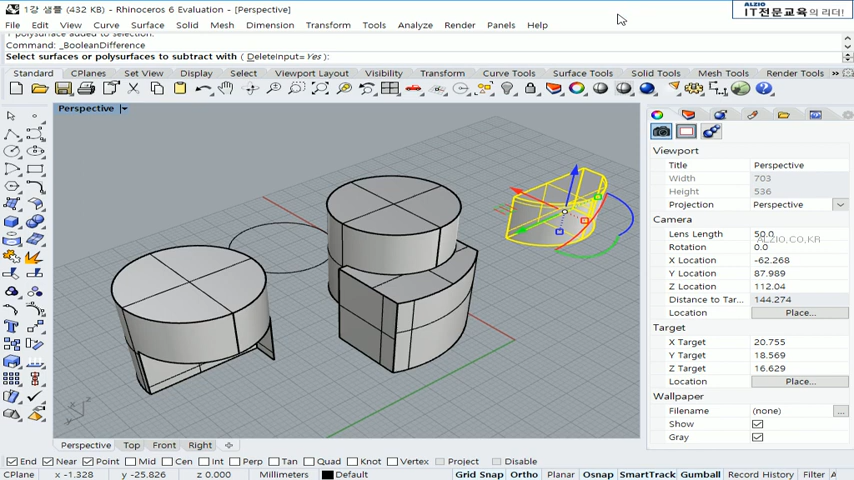 1강 샘플 (432 KB) - Rhinoceros 6 Evaluation - [Perspective]
ALZIO
IT전문교육의 리더!
File Edit View Curve Surface Solid Mesh Dimension Transform Tools Analyze Render Panels Help
1 polysurface added to selection.
Command: _BooleanDifference
Select surfaces or polysurfaces to subtract with ( DeleteInput= Yes ):
Standard CPlanes Set View Display Select Viewport Layout Visibility Transform Curve Tools Surface Tools Solid Tools Mesh Tools Render Tools
Perspective
Viewport
Title Perspective
Width 703
Height 536
Projection Perspective
Camera
Lens Length 50.0
ALZIO.CO.KR
Rotation 0.0
X Location -62.268
Y Location 87.989
Z Location 112.04
Distance to Tar... 144.274
Location Place...
Target
X Target 20.755
Y Target 18.569
Z Target 16.629
Location Place...
Wallpaper
Filename (none) ...
Show
Gray
Perspective Top Front Right
End Near Point Mid Cen Int Perp Tan Quad Knot Vertex Project Disable
CPlane x -1.328 y -25.826 z 0.000 Millimeters Default Grid Snap Ortho Planar Osnap SmartTrack Gumball Record History Filter